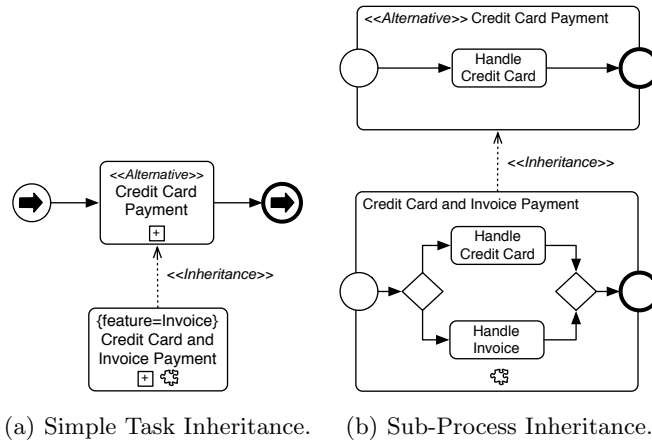 <<Alternative>>
Credit Card
Payment
+
<<Inheritance>>
{feature=Invoice}
Credit Card and
Invoice Payment
+
(a) Simple Task Inheritance.
<<Alternative>> Credit Card Payment
Handle
Credit Card
<<Inheritance>>
Credit Card and Invoice Payment
Handle
Credit Card
Handle
Invoice
(b) Sub-Process Inheritance.